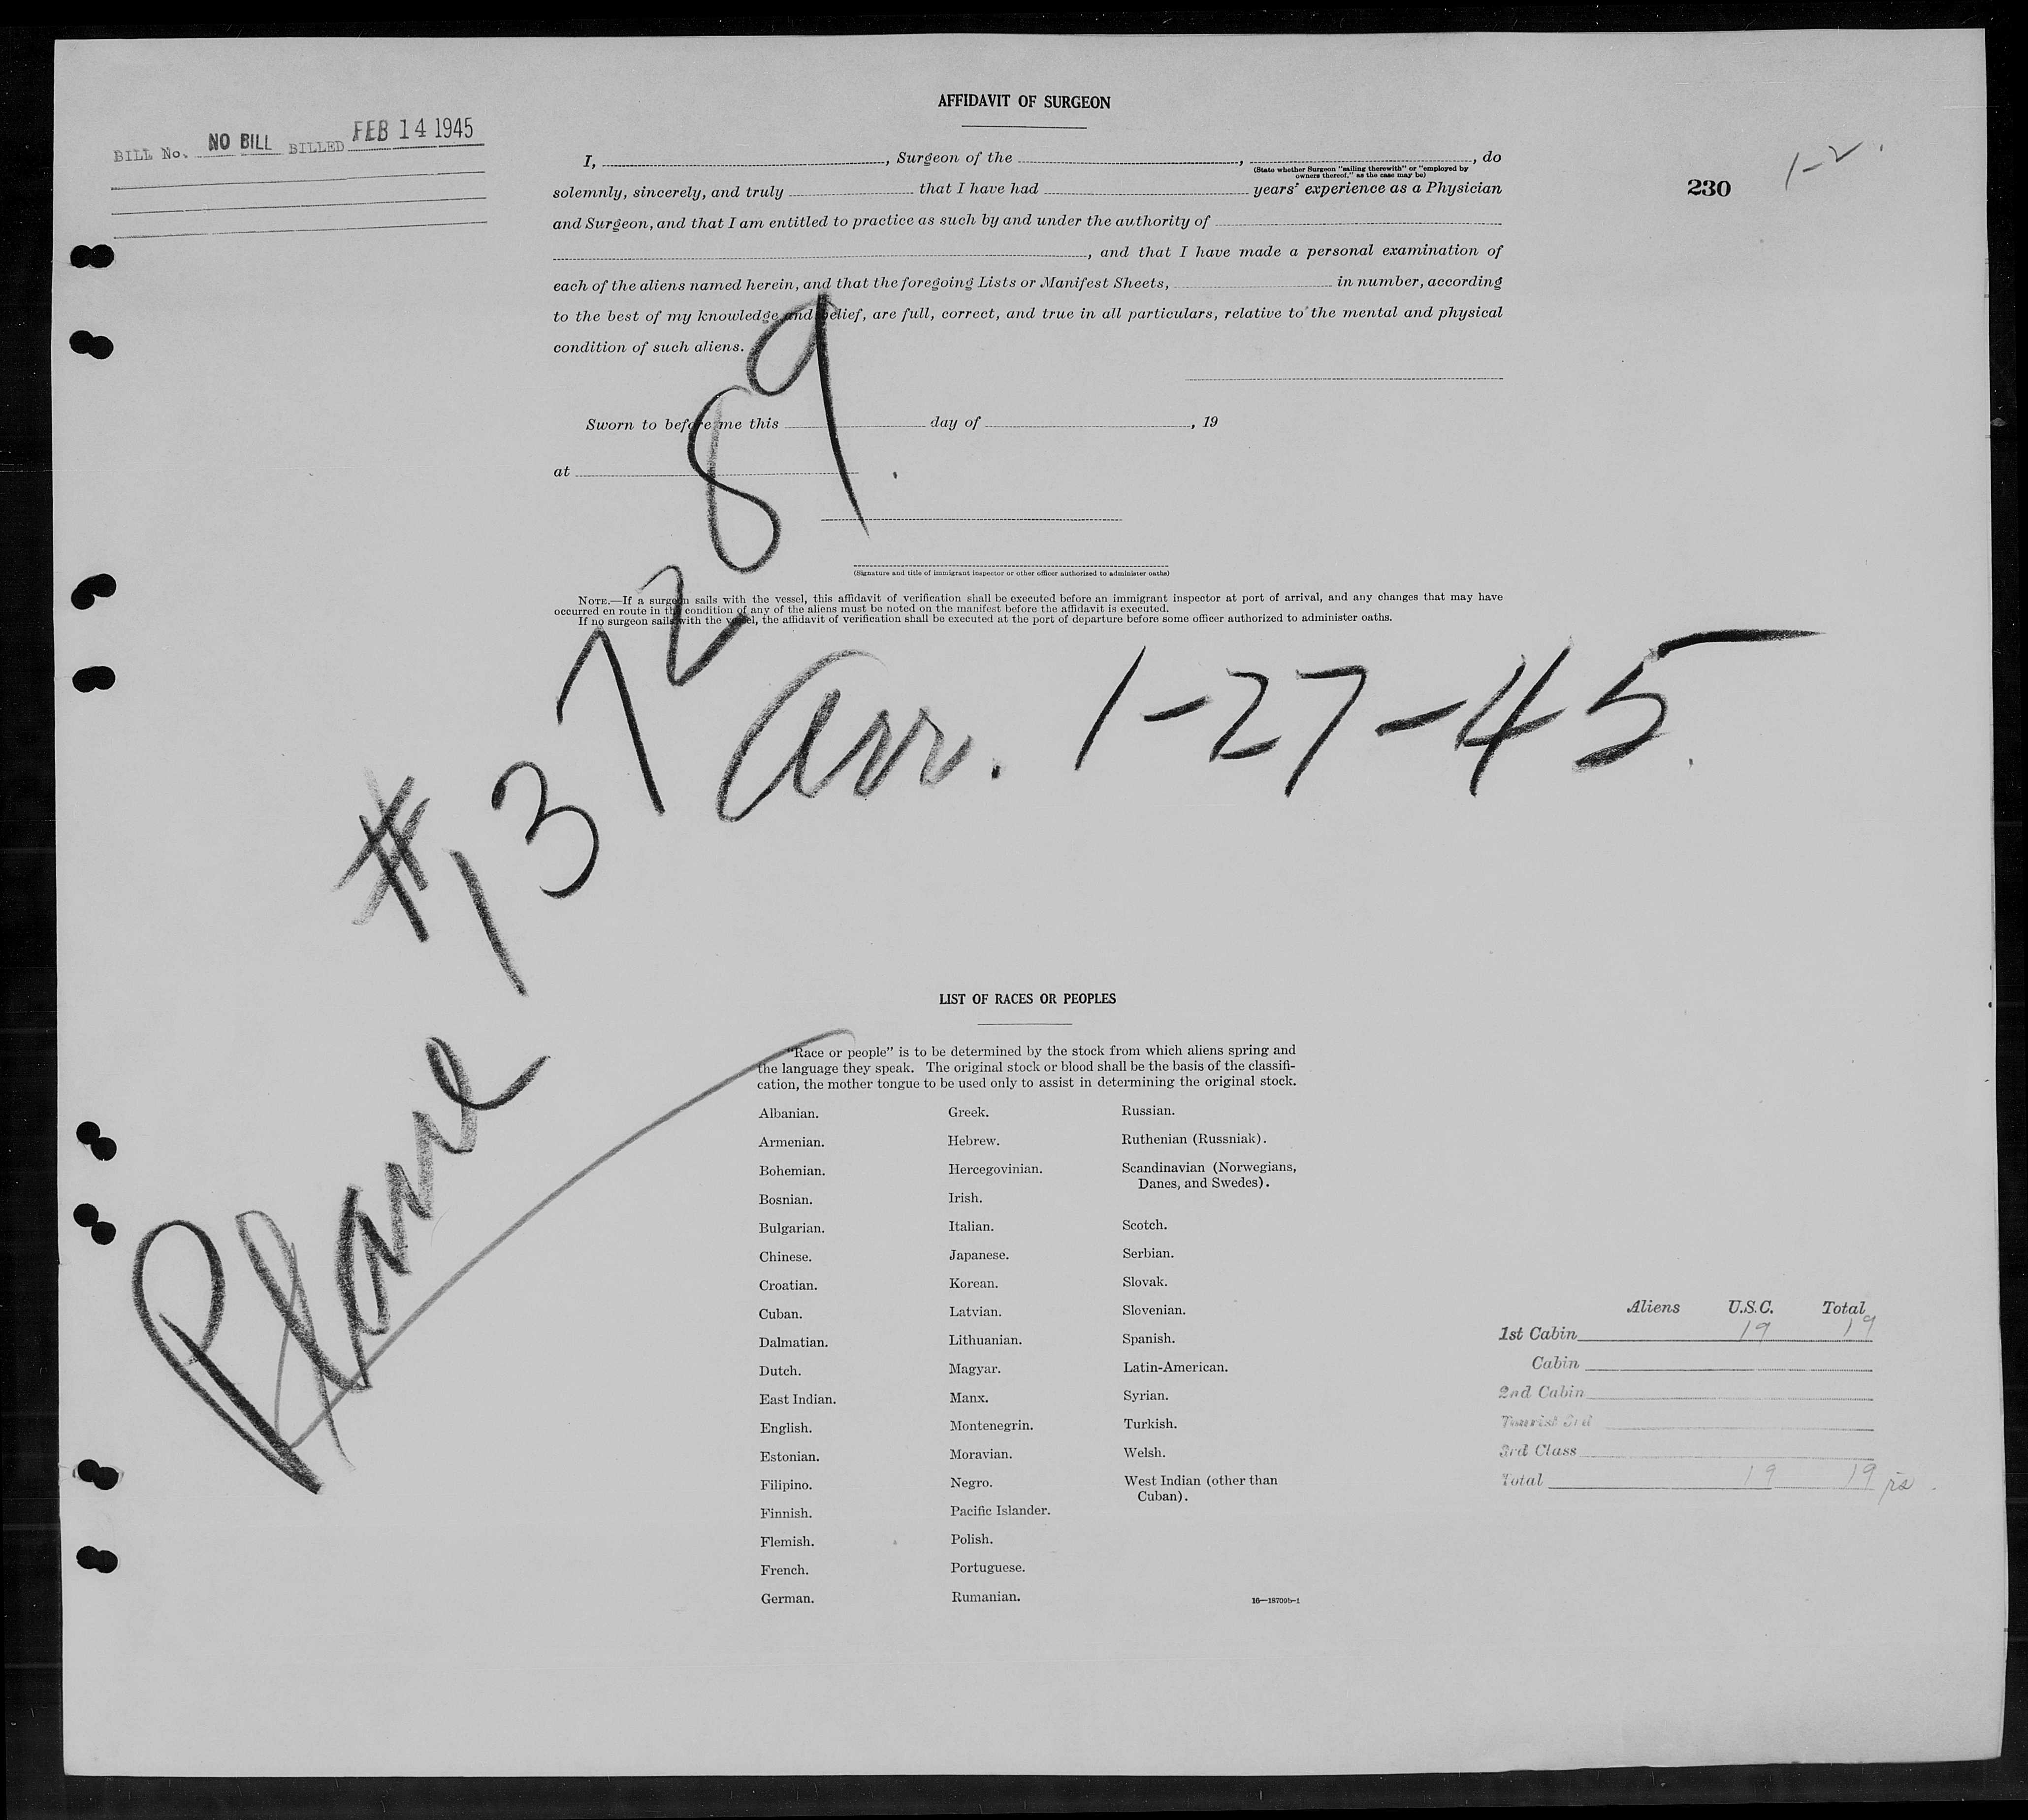 AFFIDAVIT OF SURGEON
BILL No. NO BILL BILLED FEB 14 1945
I, , Surgeon of the , , do
(State whether Surgeon "sailing therewith" or "employed by
owners thereof," as the case may be)
solemnly, sincerely, and truly that I have had years' experience as a Physician
230
1-2.
and Surgeon, and that I am entitled to practice as such by and under the authority of
, and that I have made a personal examination of
each of the aliens named herein, and that the foregoing Lists or Manifest Sheets, in number, according
to the best of my knowledge and belief, are full, correct, and true in all particulars, relative to the mental and physical
condition of such aliens.
Sworn to before me this day of , 19
at
(Signature and title of immigrant inspector or other officer authorized to administer oaths)
NOTE.—If a surgeon sails with the vessel, this affidavit of verification shall be executed before an immigrant inspector at port of arrival, and any changes that may have
occurred en route in the condition of any of the aliens must be noted on the manifest before the affidavit is executed.
If no surgeon sails with the vessel, the affidavit of verification shall be executed at the port of departure before some officer authorized to administer oaths.
Plane #137289
Arr. 1-27-45.
LIST OF RACES OR PEOPLES
"Race or people" is to be determined by the stock from which aliens spring and
the language they speak. The original stock or blood shall be the basis of the classifi-
cation, the mother tongue to be used only to assist in determining the original stock.
Albanian.
Armenian.
Bohemian.
Bosnian.
Bulgarian.
Chinese.
Croatian.
Cuban.
Dalmatian.
Dutch.
East Indian.
English.
Estonian.
Filipino.
Finnish.
Flemish.
French.
German.
Greek.
Hebrew.
Hercegovinian.
Irish.
Italian.
Japanese.
Korean.
Latvian.
Lithuanian.
Magyar.
Manx.
Montenegrin.
Moravian.
Negro.
Pacific Islander.
Polish.
Portuguese.
Rumanian.
Russian.
Ruthenian (Russniak).
Scandinavian (Norwegians,
Danes, and Swedes).
Scotch.
Serbian.
Slovak.
Slovenian.
Spanish.
Latin-American.
Syrian.
Turkish.
Welsh.
West Indian (other than
Cuban).
16—18709b-1
Aliens U.S.C. Total
1st Cabin 19 19
Cabin
2nd Cabin
Tourist 3rd
3rd Class
Total 19 19